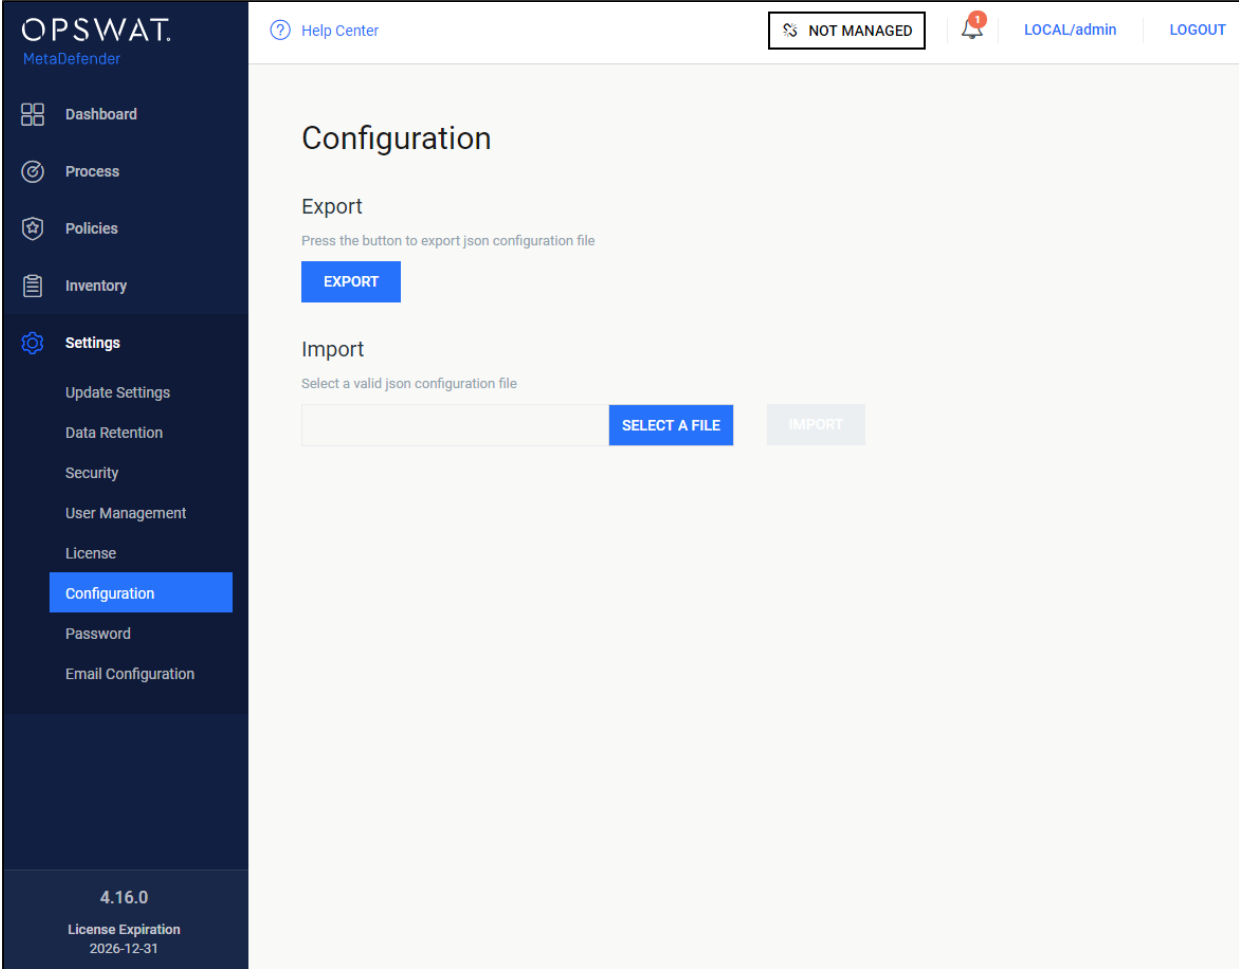 OPSWAT.
MetaDefender
Help Center
NOT MANAGED
1
LOCAL/admin
LOGOUT
Dashboard
Process
Policies
Inventory
Settings
Update Settings
Data Retention
Security
User Management
License
Configuration
Password
Email Configuration
4.16.0
License Expiration
2026-12-31
Configuration
Export
Press the button to export json configuration file
EXPORT
Import
Select a valid json configuration file
SELECT A FILE
IMPORT